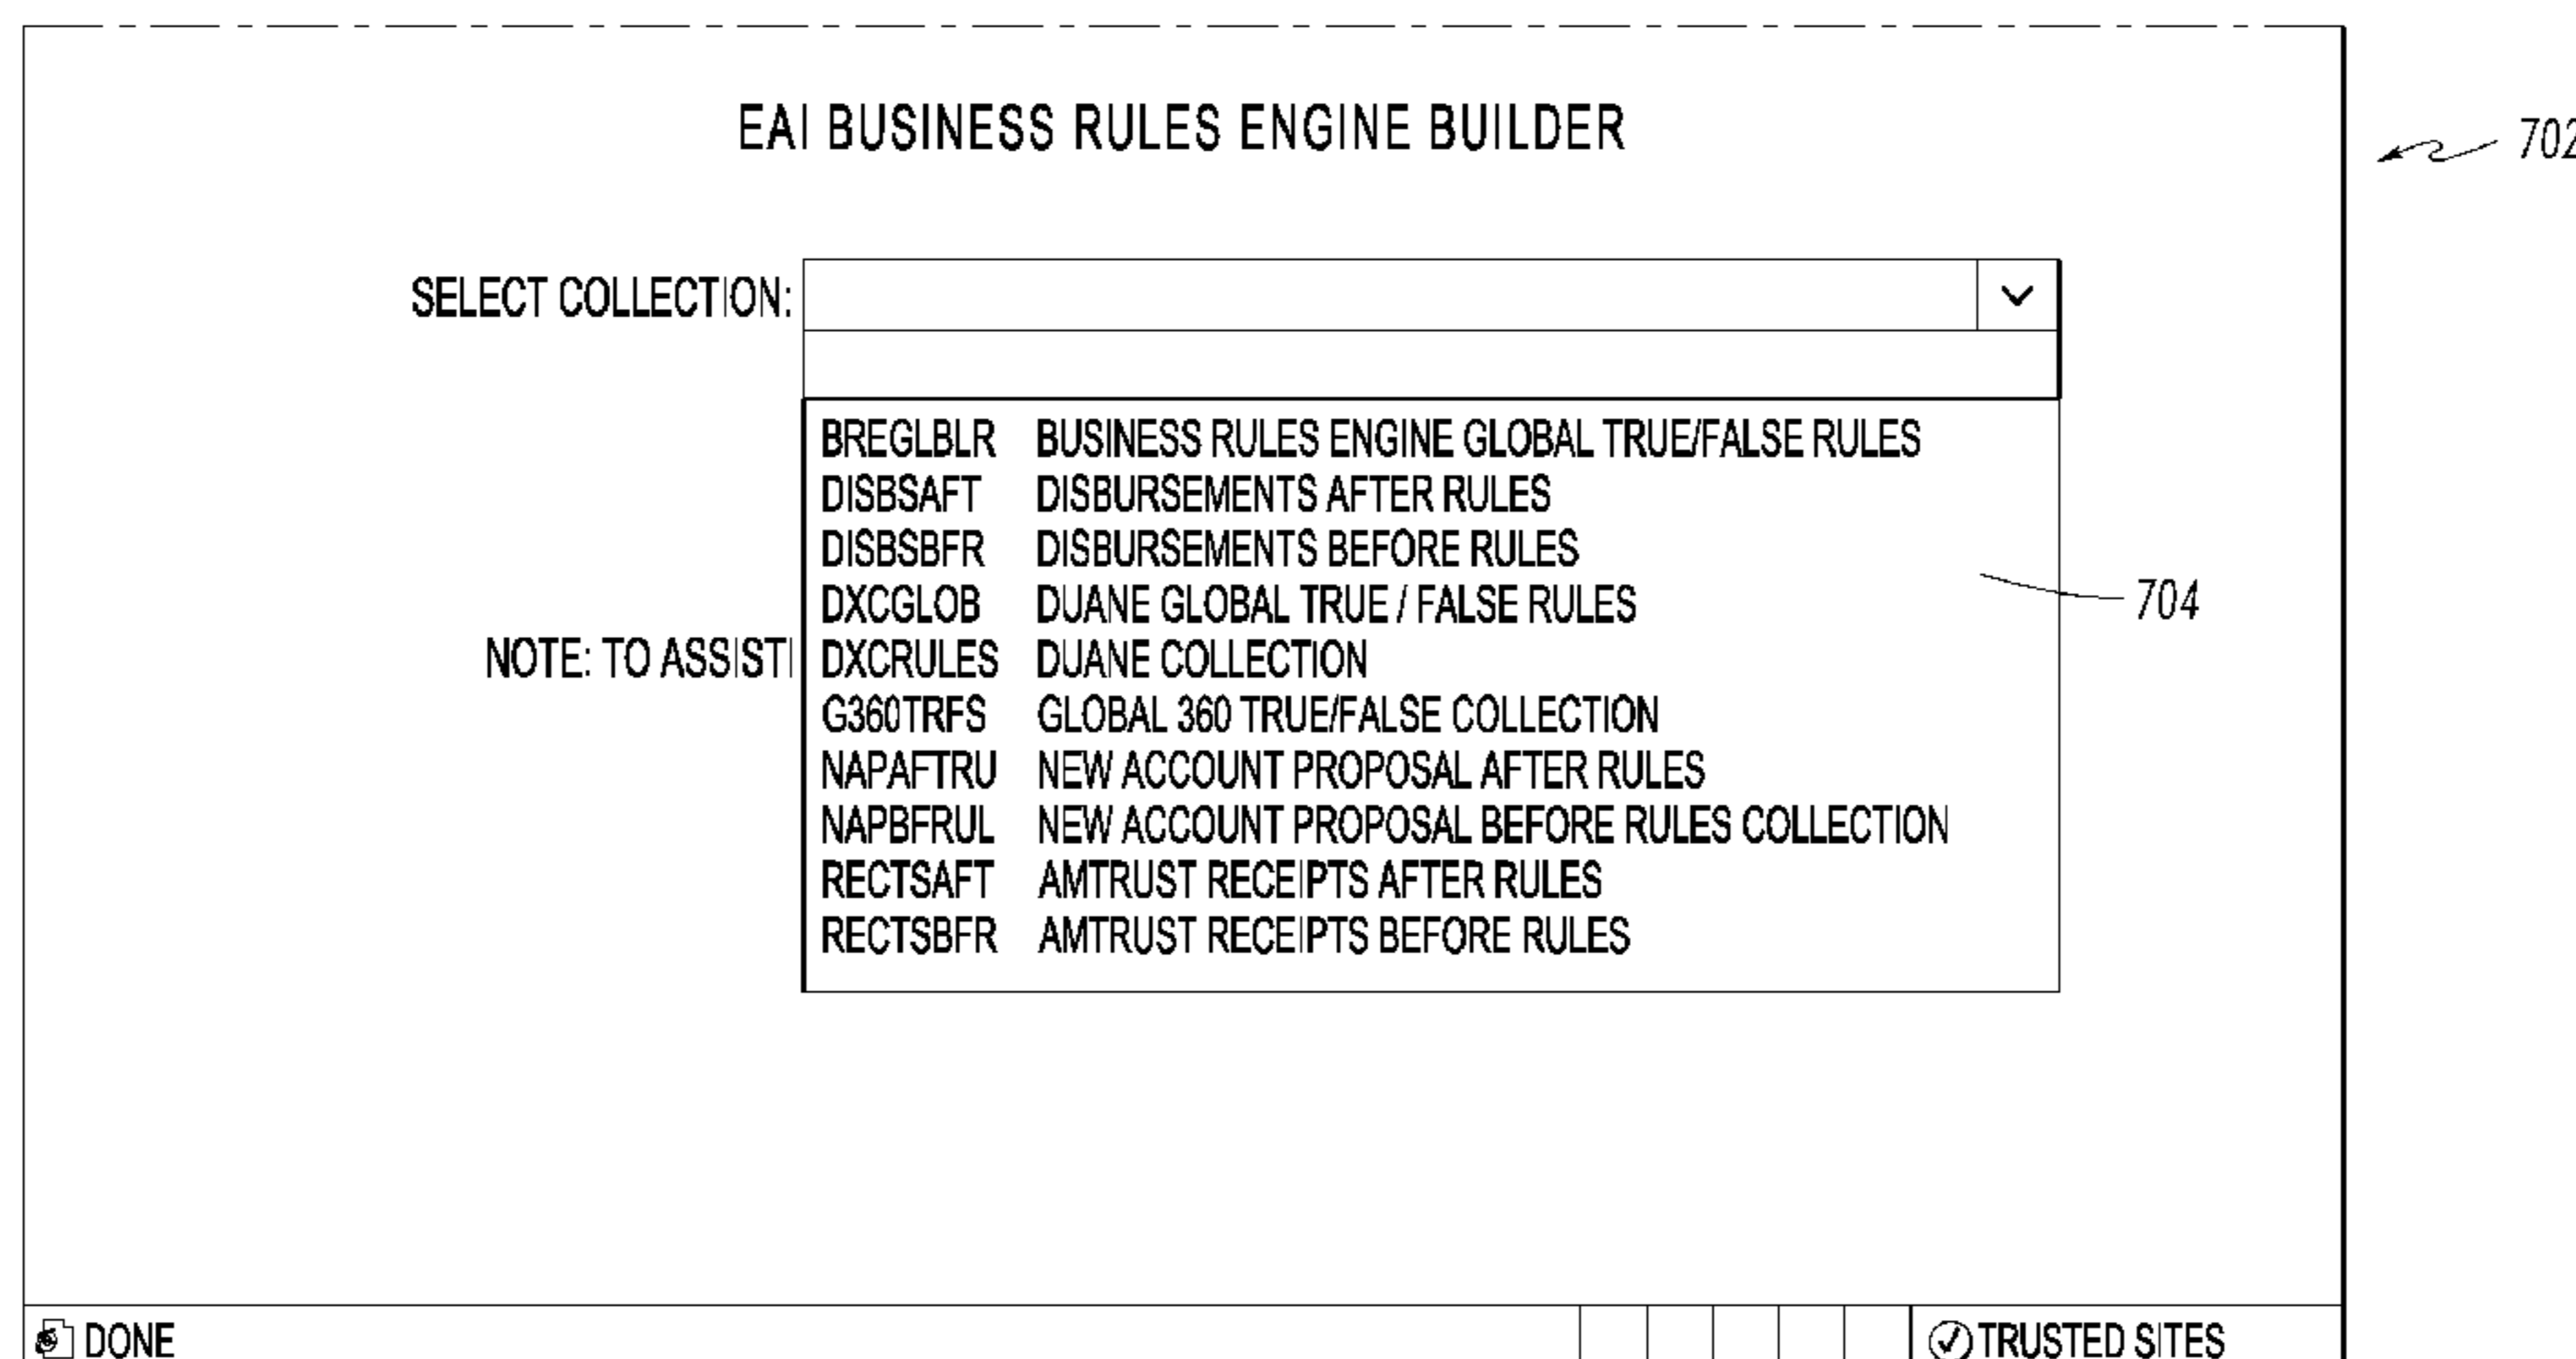 EAI BUSINESS RULES ENGINE BUILDER
702
SELECT COLLECTION:
BREGLBLR BUSINESS RULES ENGINE GLOBAL TRUE/FALSE RULES
DISBSAFT DISBURSEMENTS AFTER RULES
DISBSBFR DISBURSEMENTS BEFORE RULES
DXCGLOB DUANE GLOBAL TRUE / FALSE RULES
704
NOTE: TO ASSISTI DXCRULES DUANE COLLECTION
G360TRFS GLOBAL 360 TRUE/FALSE COLLECTION
NAPAFTRU NEW ACCOUNT PROPOSAL AFTER RULES
NAPBFRUL NEW ACCOUNT PROPOSAL BEFORE RULES COLLECTION
RECTSAFT AMTRUST RECEIPTS AFTER RULES
RECTSBFR AMTRUST RECEIPTS BEFORE RULES
DONE TRUSTED SITES